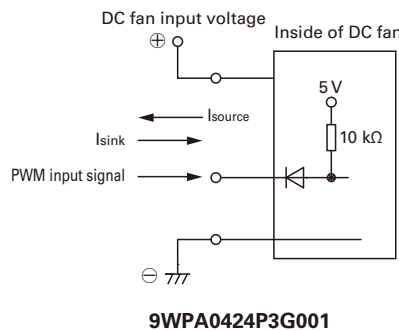 DC fan input voltage
Inside of DC fan
⊕
5 V
Isource
10 kΩ
Isink
PWM input signal
⊖
9WPA0424P3G001